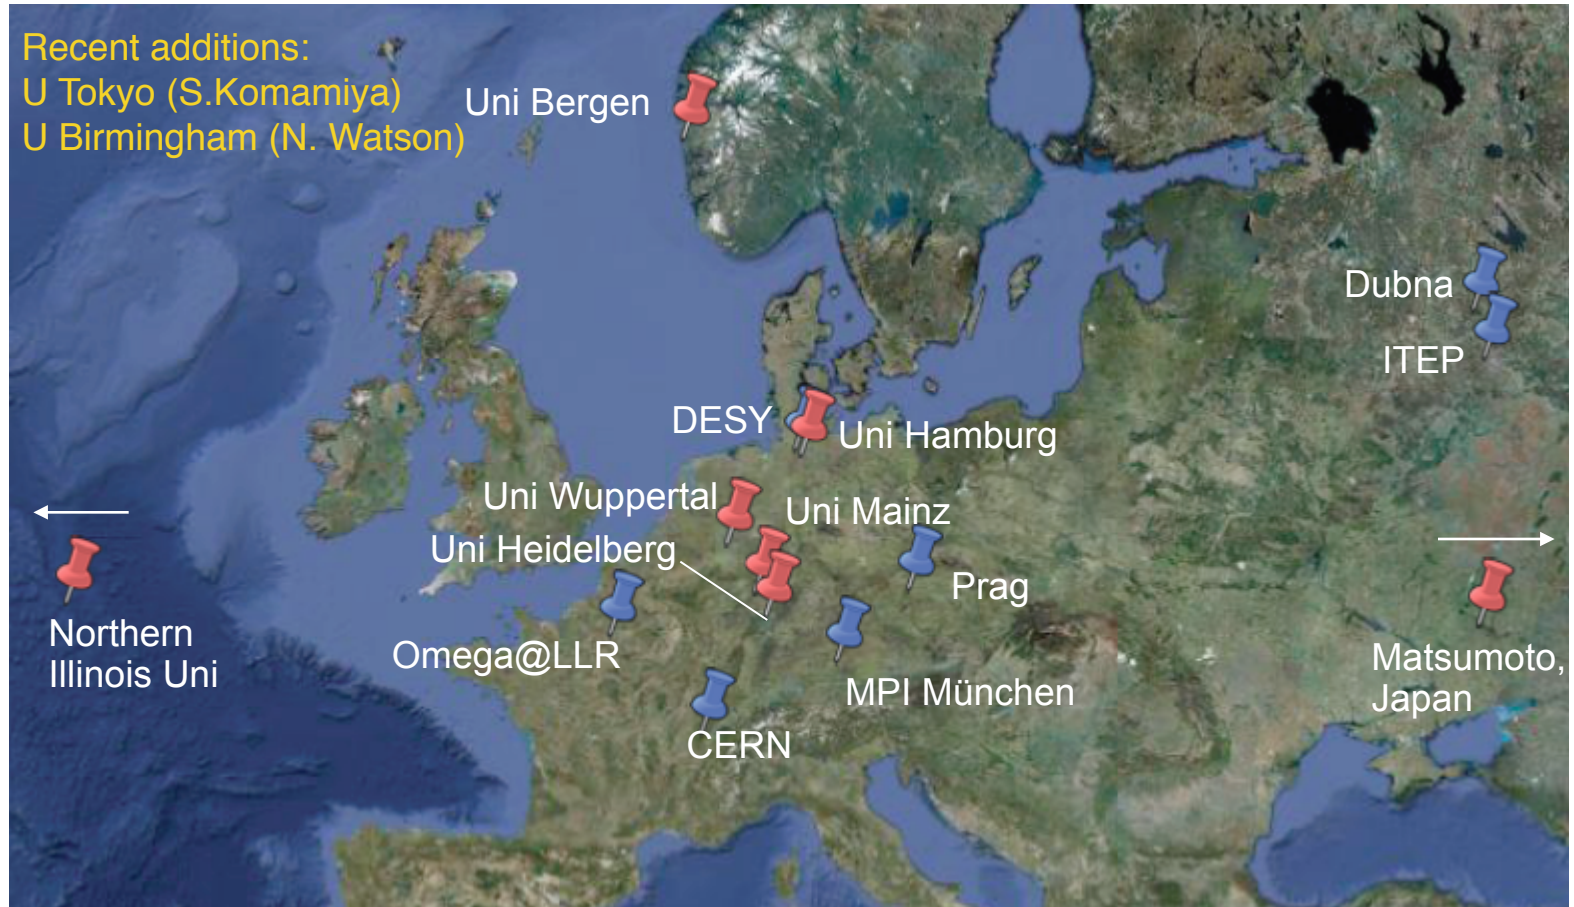 Recent additions:
U Tokyo (S.Komamiya)
U Birmingham (N. Watson)
Uni Bergen
Dubna
ITEP
DESY
Uni Hamburg
Uni Wuppertal
Uni Mainz
Uni Heidelberg
Prag
Northern
Illinois Uni
Omega@LLR
MPI München
Matsumoto,
Japan
CERN